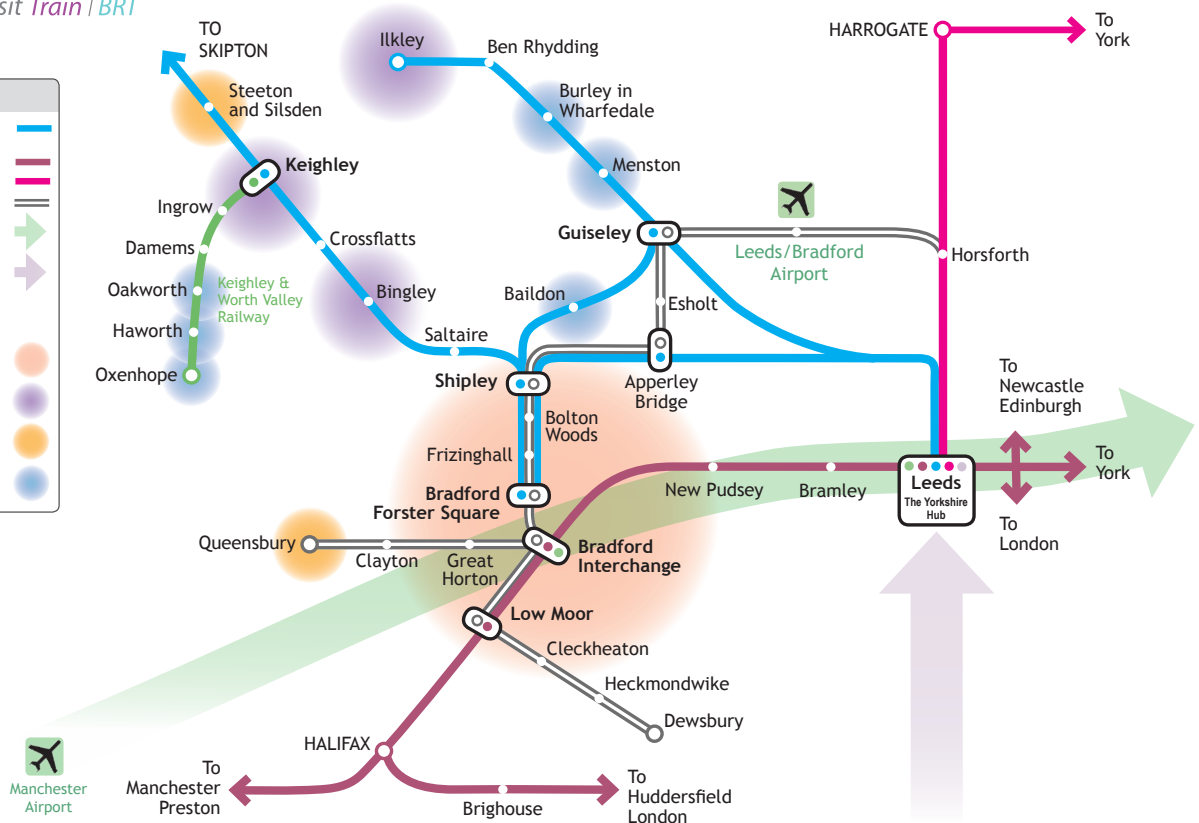 sit Train | BRT
TO
SKIPTON
Ilkley
Ben Rhydding
HARROGATE
To
York
Steeton
and Silsden
Burley in
Wharfedale
Keighley
Menston
Ingrow
Guiseley
Leeds/Bradford
Airport
Horsforth
Damems
Crossflatts
Oakworth
Keighley &
Worth Valley
Railway
Bingley
Baildon
Esholt
Haworth
Saltaire
Oxenhope
Shipley
Apperley
Bridge
To
Newcastle
Edinburgh
Bolton
Woods
Frizinghall
To
York
New Pudsey
Bramley
Leeds
The Yorkshire
Hub
Bradford
Forster Square
To
London
Queensbury
Clayton
Great
Horton
Bradford
Interchange
Low Moor
Cleckheaton
Heckmondwike
Dewsbury
HALIFAX
Manchester
Airport
To
Manchester
Preston
Brighouse
To
Huddersfield
London